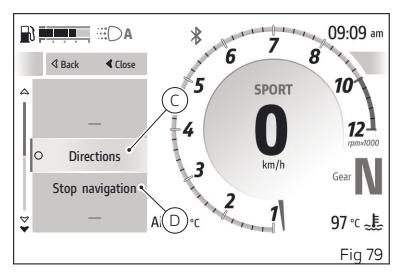 A
09:09 am
Back
Close
6
7
8
5
10
C
SPORT
4
0
12
rpm×1000
Directions
km/h
3
Gear
N
Stop navigation
2
1
D
°C
97 °C
Fig 79